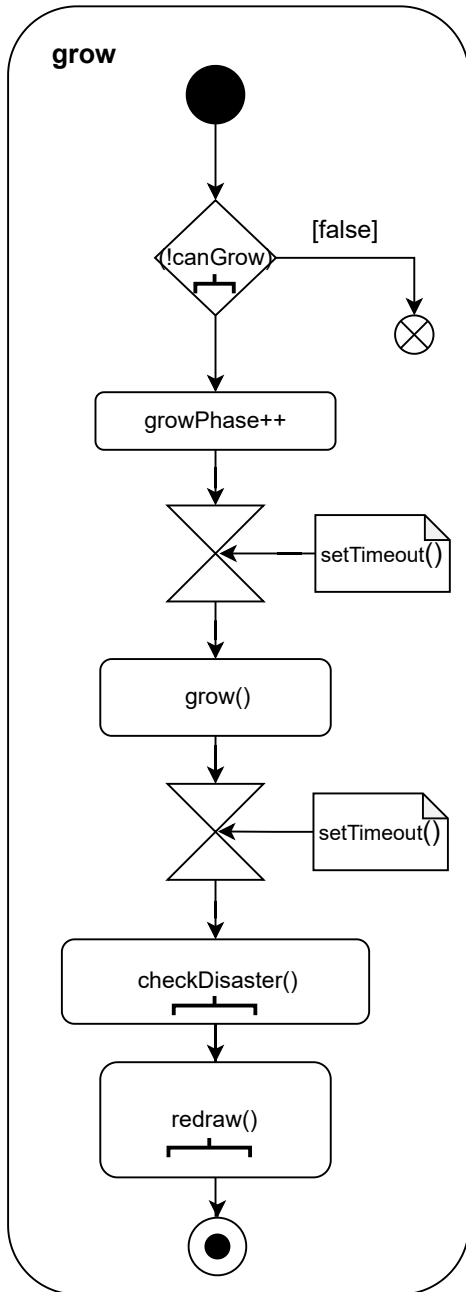 grow
[false]
(!canGrow)
growPhase++
setTimeout()
grow()
setTimeout()
checkDisaster()
redraw()